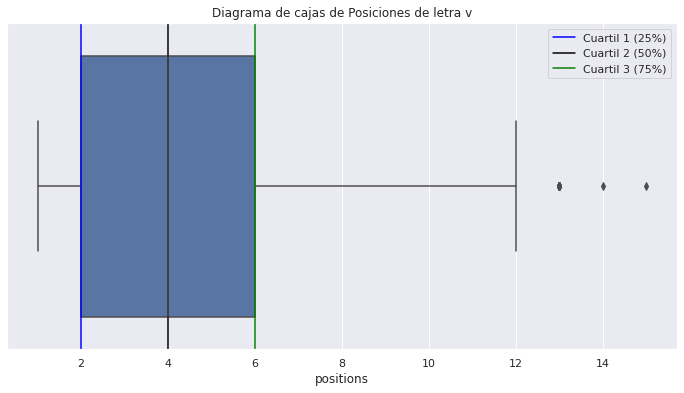 Diagrama de cajas de Posiciones de letra v
Cuartil 1 (25%)
Cuartil 2 (50%)
Cuartil 3 (75%)
2 4 6 8 10 12 14
positions